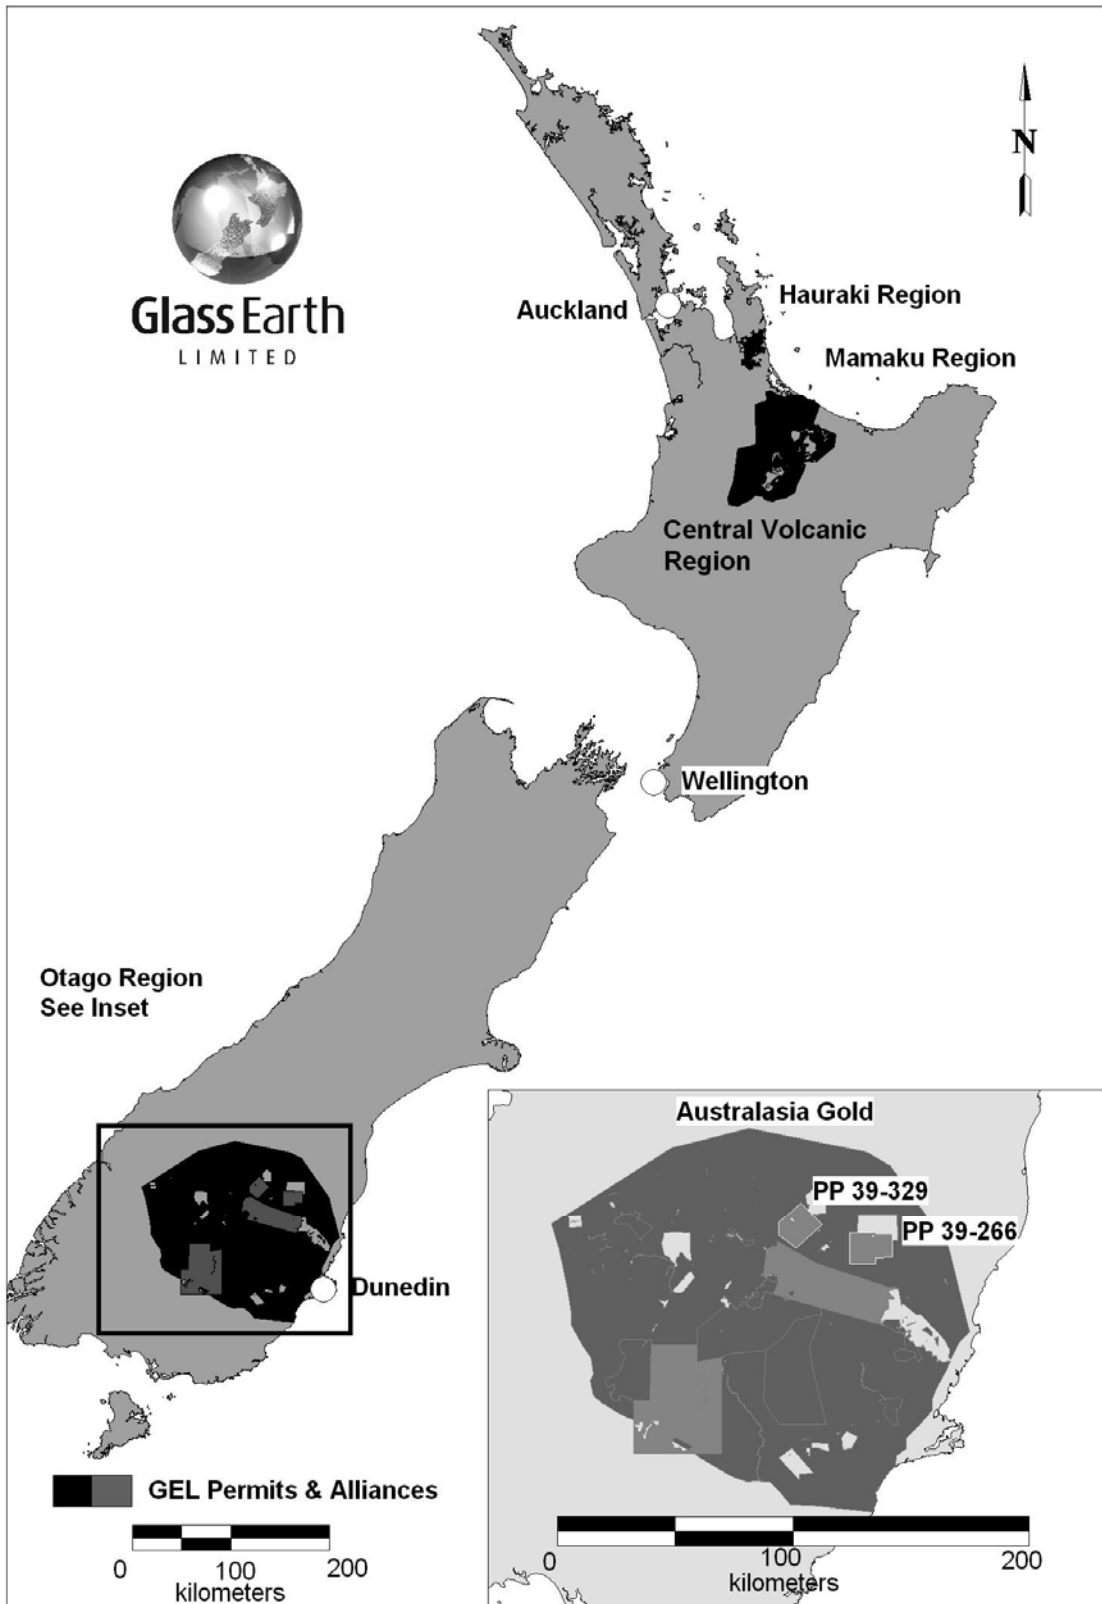 N
Glass Earth
LIMITED
Auckland
Hauraki Region
Mamaku Region
Central Volcanic
Region
Wellington
Otago Region
See Inset
Dunedin
GEL Permits & Alliances
0 100 200
kilometers
Australasia Gold
PP 39-329
PP 39-266
0 100 200
kilometers